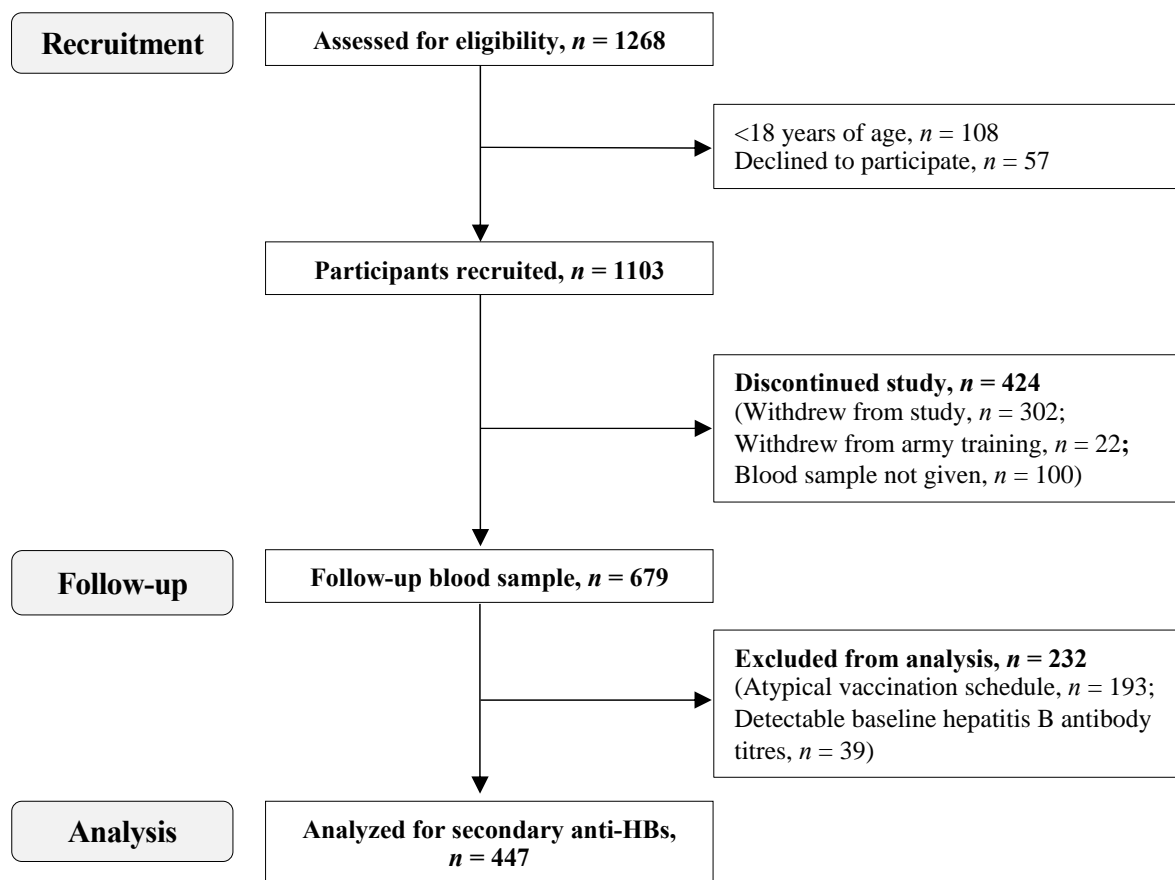 Recruitment
Assessed for eligibility, n = 1268
<18 years of age, n = 108
Declined to participate, n = 57
Participants recruited, n = 1103
Discontinued study, n = 424
(Withdrew from study, n = 302;
Withdrew from army training, n = 22;
Blood sample not given, n = 100)
Follow-up
Follow-up blood sample, n = 679
Excluded from analysis, n = 232
(Atypical vaccination schedule, n = 193;
Detectable baseline hepatitis B antibody
titres, n = 39)
Analysis
Analyzed for secondary anti-HBs,
n = 447